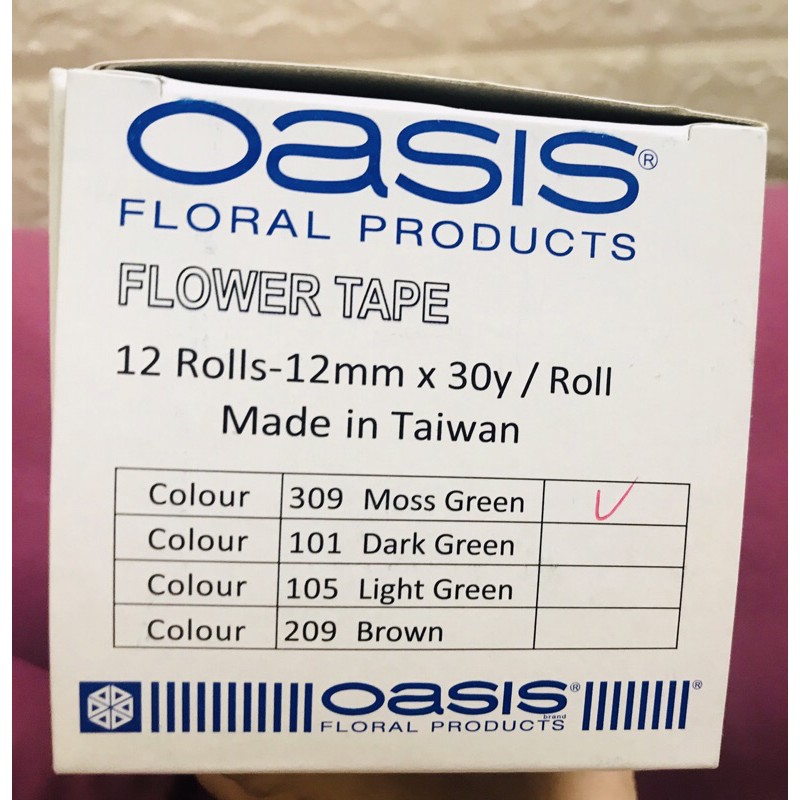 oasis®
FLORAL PRODUCTS
FLOWER TAPE
12 Rolls-12mm x 30y / Roll
Made in Taiwan
Colour 309 Moss Green ✓
Colour 101 Dark Green
Colour 105 Light Green
Colour 209 Brown
oasis® ®
brand
FLORAL PRODUCTS